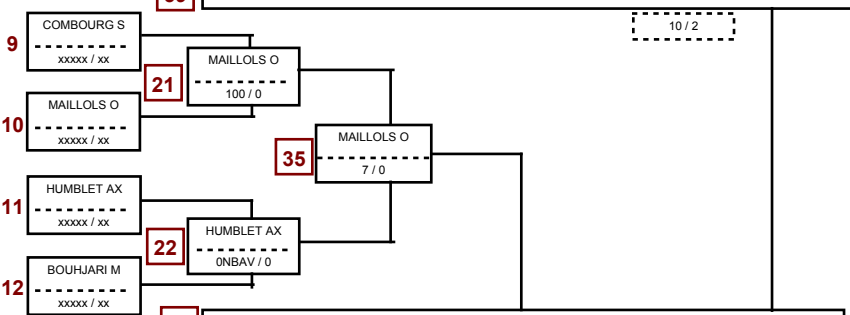 10 / 2
9
COMBOURG S
xxxxx / xx
21
MAILLOLS O
100 / 0
10
MAILLOLS O
xxxxx / xx
35
MAILLOLS O
7 / 0
11
HUMBLET AX
xxxxx / xx
22
HUMBLET AX
0NBAV / 0
12
BOUHJARI M
xxxxx / xx